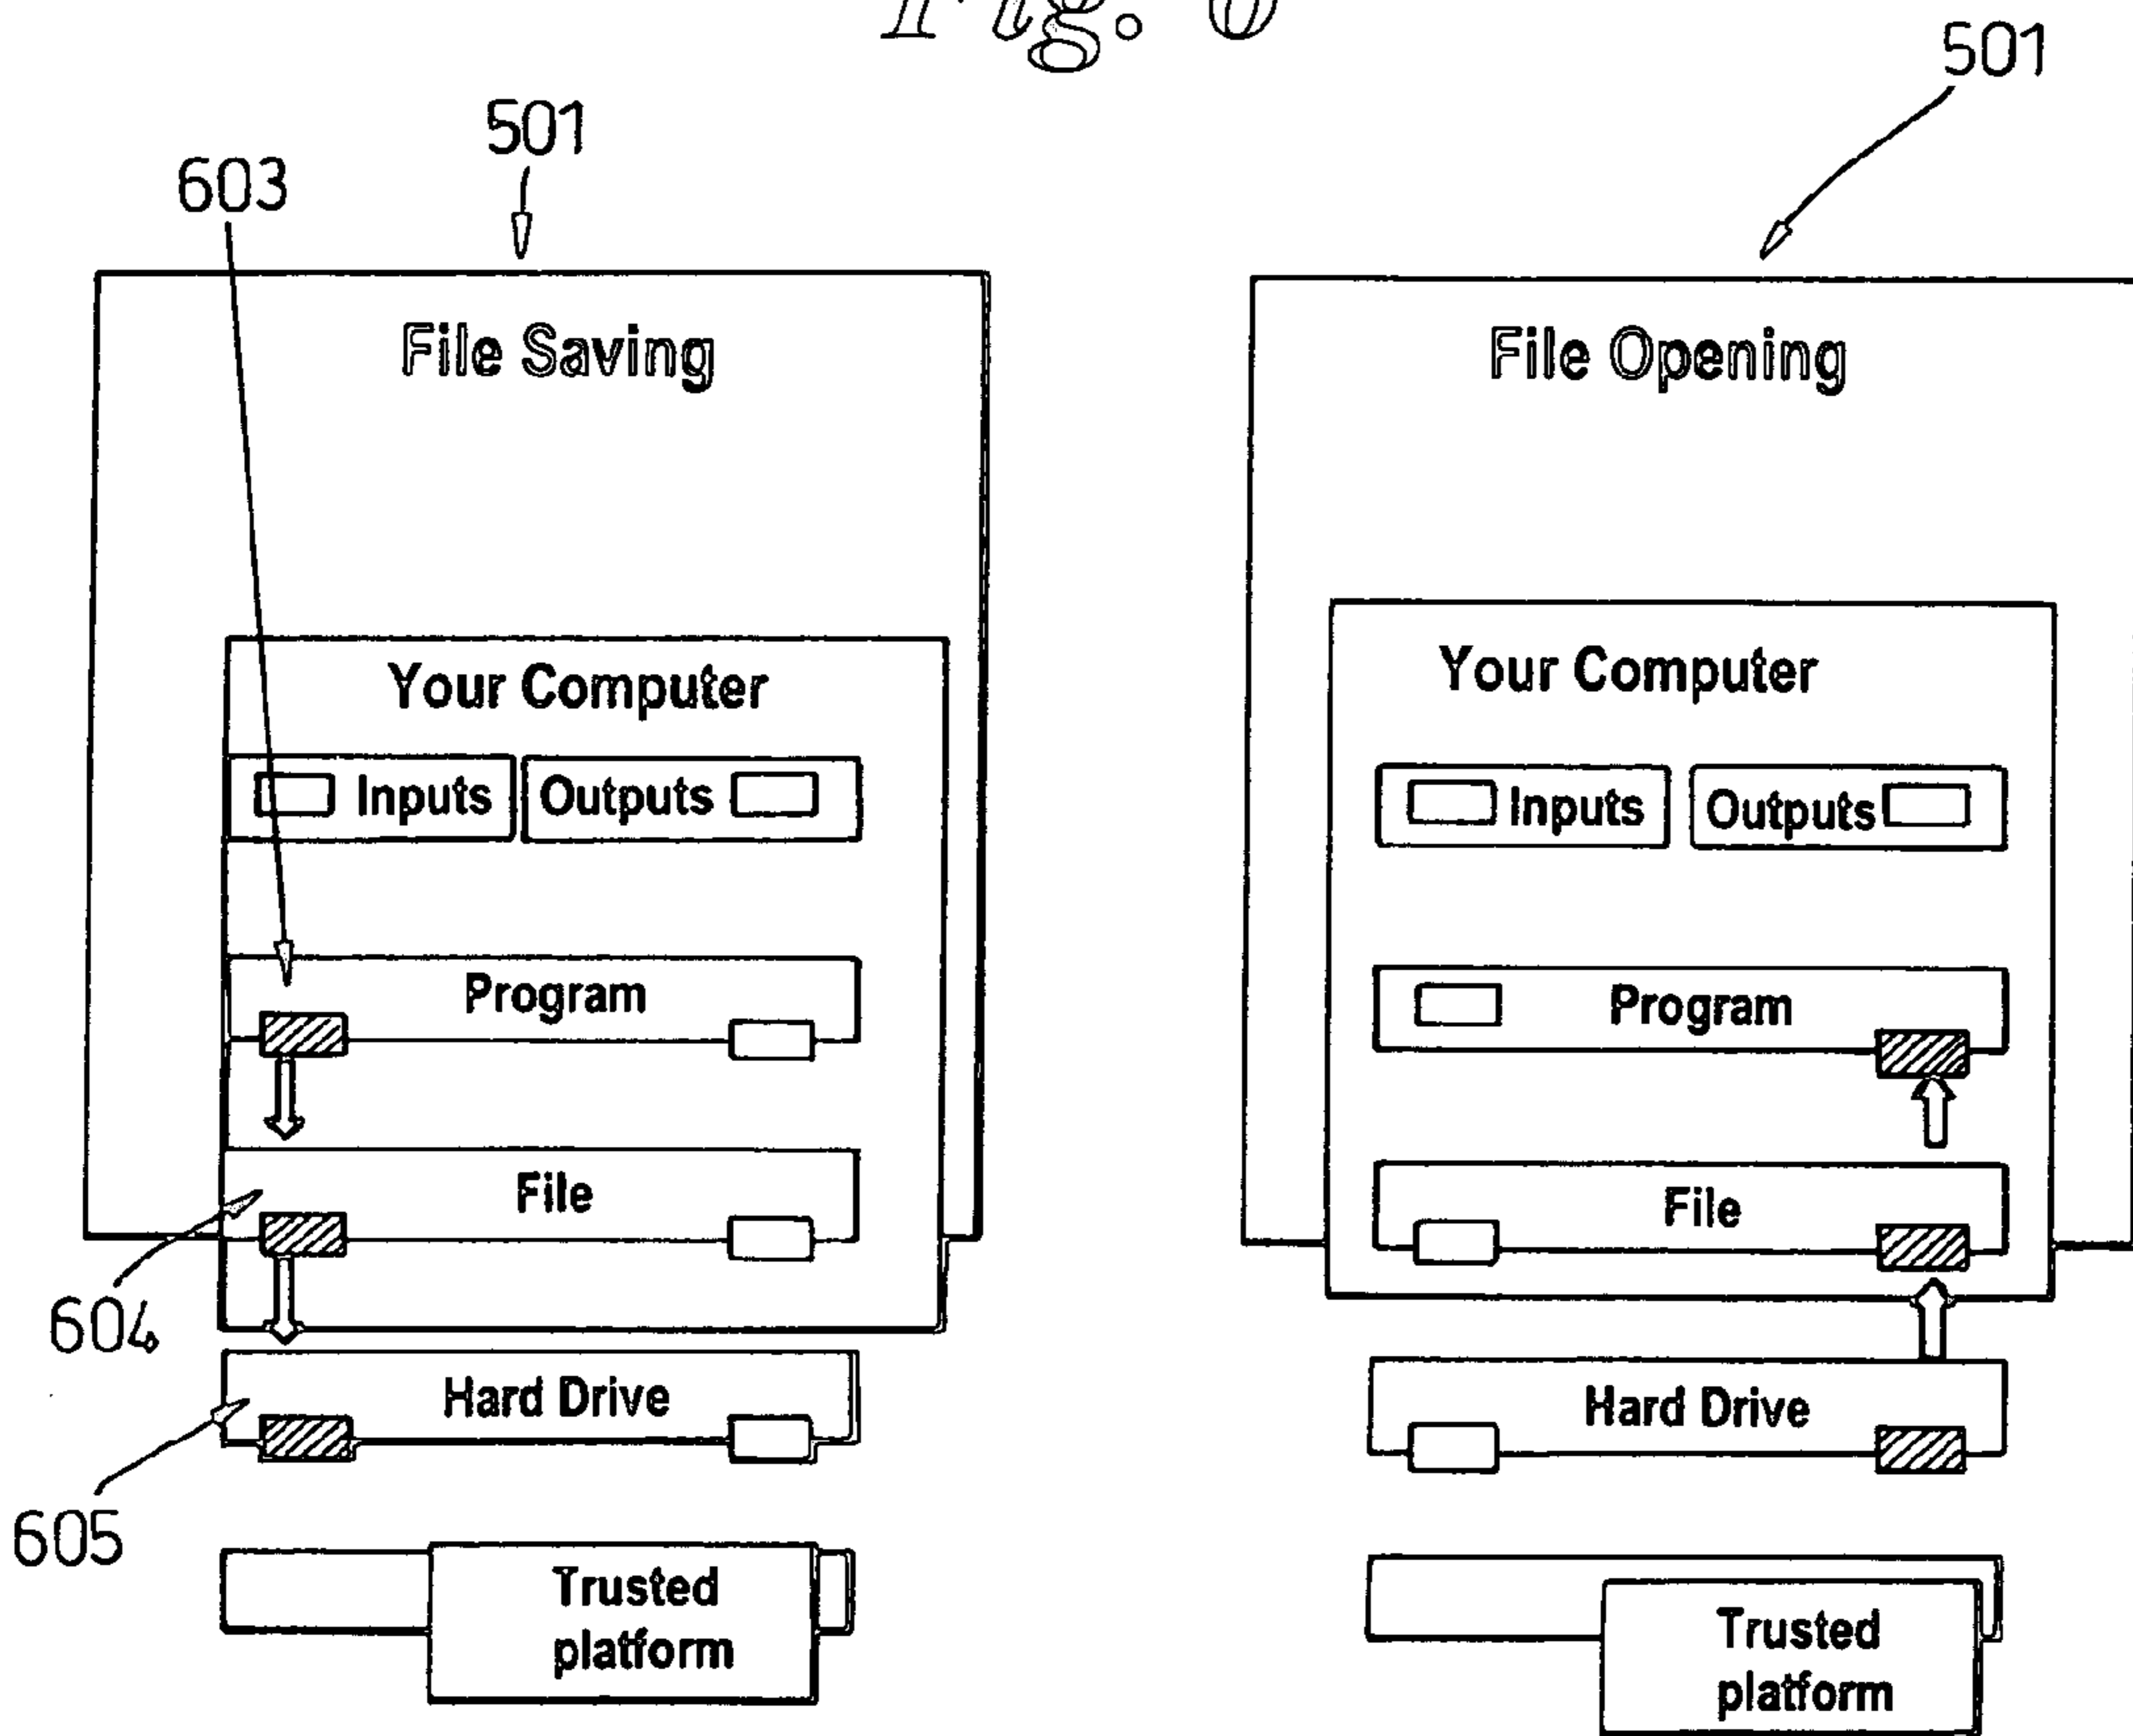 501
501
603
File Saving
File Opening
Your Computer
Inputs
Outputs
Program
File
604
Hard Drive
605
Trusted
platform
Your Computer
Inputs
Outputs
Program
File
Hard Drive
Trusted
platform